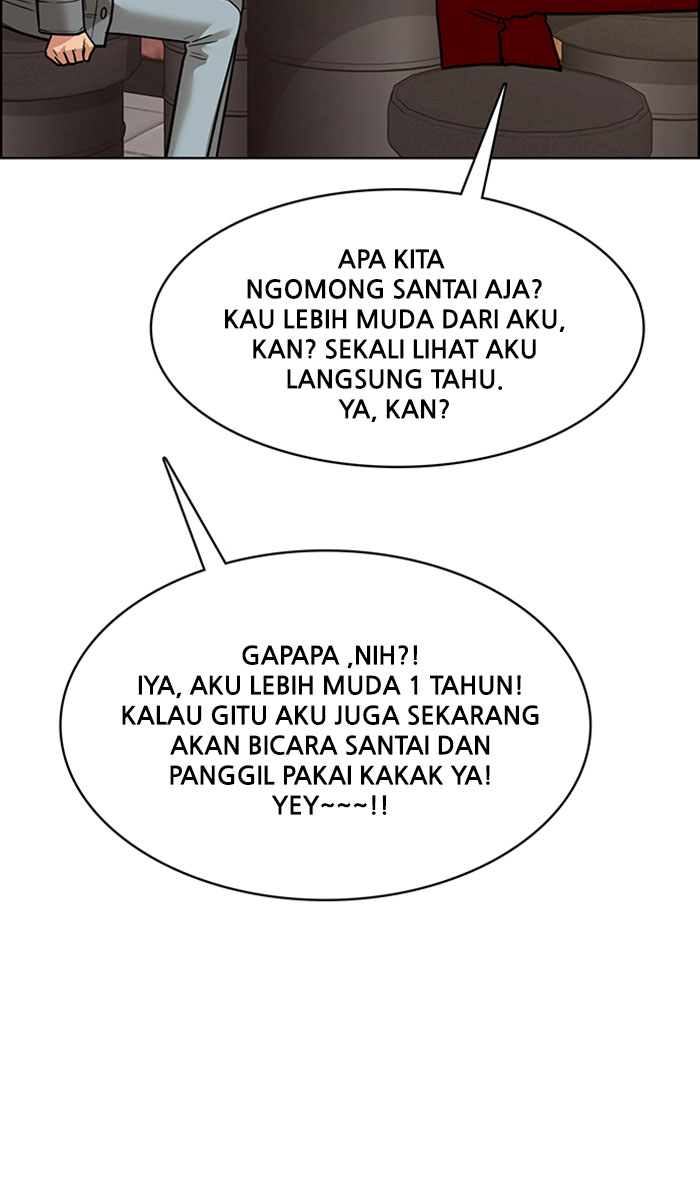 APA KITA
NGOMONG SANTAI AJA?
KAU LEBIH MUDA DARI AKU,
KAN? SEKALI LIHAT AKU
LANGSUNG TAHU.
YA, KAN?
GAPAPA ,NIH?!
IYA, AKU LEBIH MUDA 1 TAHUN!
KALAU GITU AKU JUGA SEKARANG
AKAN BICARA SANTAI DAN
PANGGIL PAKAI KAKAK YA!
YEY~~~!!